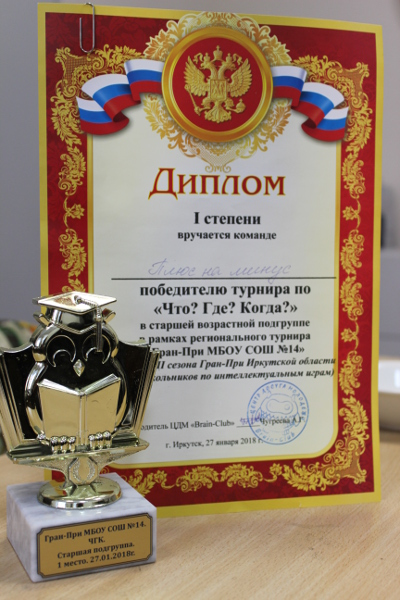 ДИПЛОМ
I степени
вручается команде
Плюс на минус
победителю турнира по
«Что? Где? Когда?»
в старшей возрастной подгруппе
в рамках регионального турнира
Гран-При МБОУ СОШ №14»
II сезона Гран-При Иркутской области
по интеллектуальным играм)
ЦДМ «Brain-Club» Чугреева А.Г
г. Иркутск, 27 января 2018 г.
Гран-При МБОУ СОШ №14.
ЧГК.
Старшая подгруппа.
1 место. 27.01.2018г.